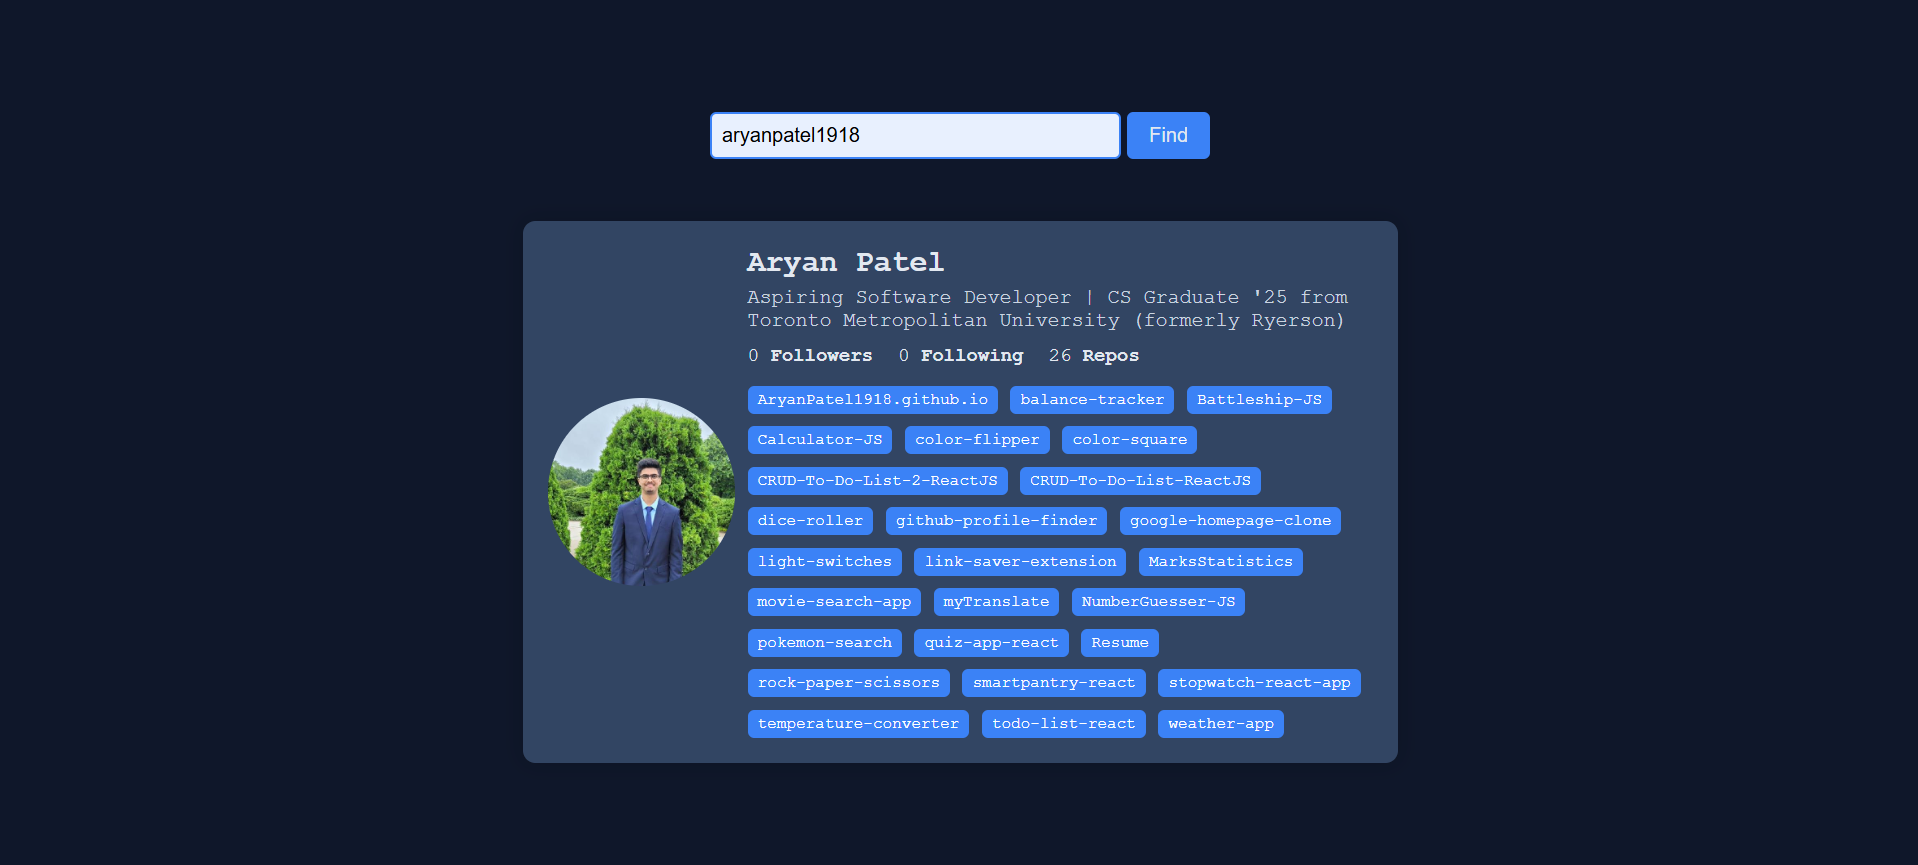 aryanpatel1918 Find
Aryan Patel
Aspiring Software Developer | CS Graduate '25 from
Toronto Metropolitan University (formerly Ryerson)
0 Followers 0 Following 26 Repos
AryanPatel1918.github.io balance-tracker Battleship-JS
Calculator-JS color-flipper color-square
CRUD-To-Do-List-2-ReactJS CRUD-To-Do-List-ReactJS
dice-roller github-profile-finder google-homepage-clone
light-switches link-saver-extension MarksStatistics
movie-search-app myTranslate NumberGuesser-JS
pokemon-search quiz-app-react Resume
rock-paper-scissors smartpantry-react stopwatch-react-app
temperature-converter todo-list-react weather-app